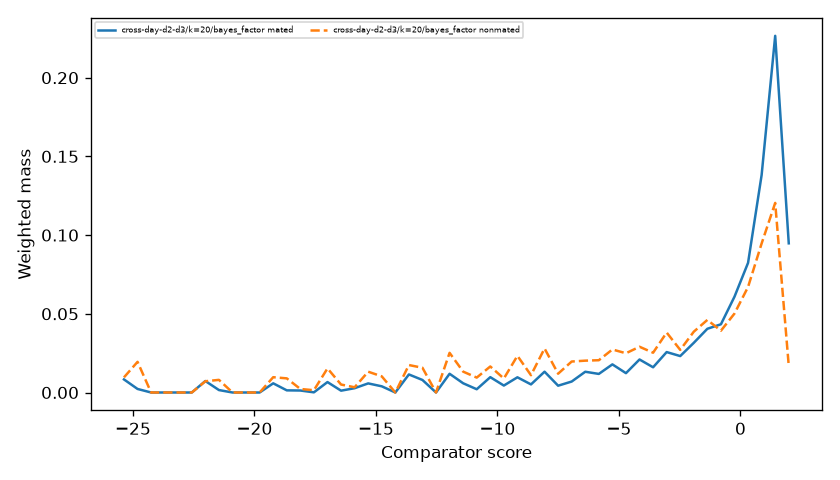 cross-day-d2-d3/k=20/bayes_factor mated
cross-day-d2-d3/k=20/bayes_factor nonmated
Weighted mass
0.20
0.15
0.10
0.05
0.00
−25
−20
−15
−10
−5
0
Comparator score